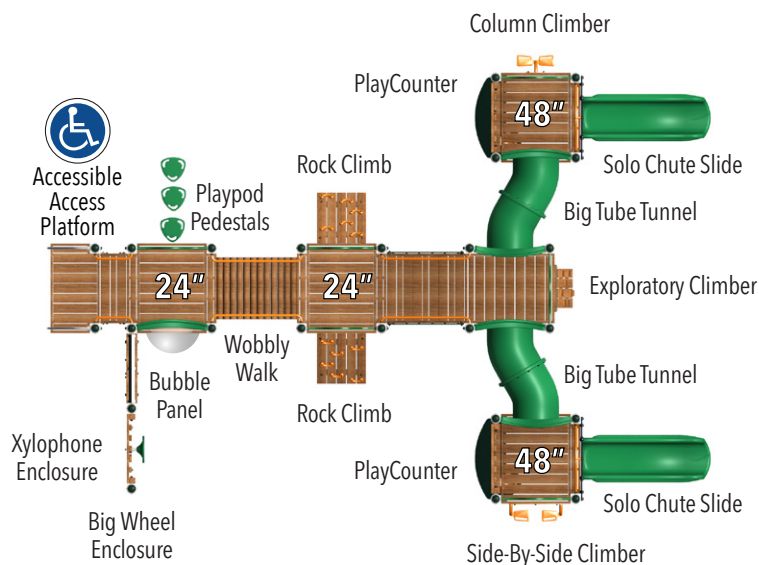 Column Climber
PlayCounter
48"
Solo Chute Slide
Accessible
Access
Platform
Playpod
Pedestals
Rock Climb
Big Tube Tunnel
24"
24"
Exploratory Climber
Wobbly
Walk
Bubble
Panel
Rock Climb
Big Tube Tunnel
Xylophone
Enclosure
PlayCounter
48"
Solo Chute Slide
Big Wheel
Enclosure
Side-By-Side Climber